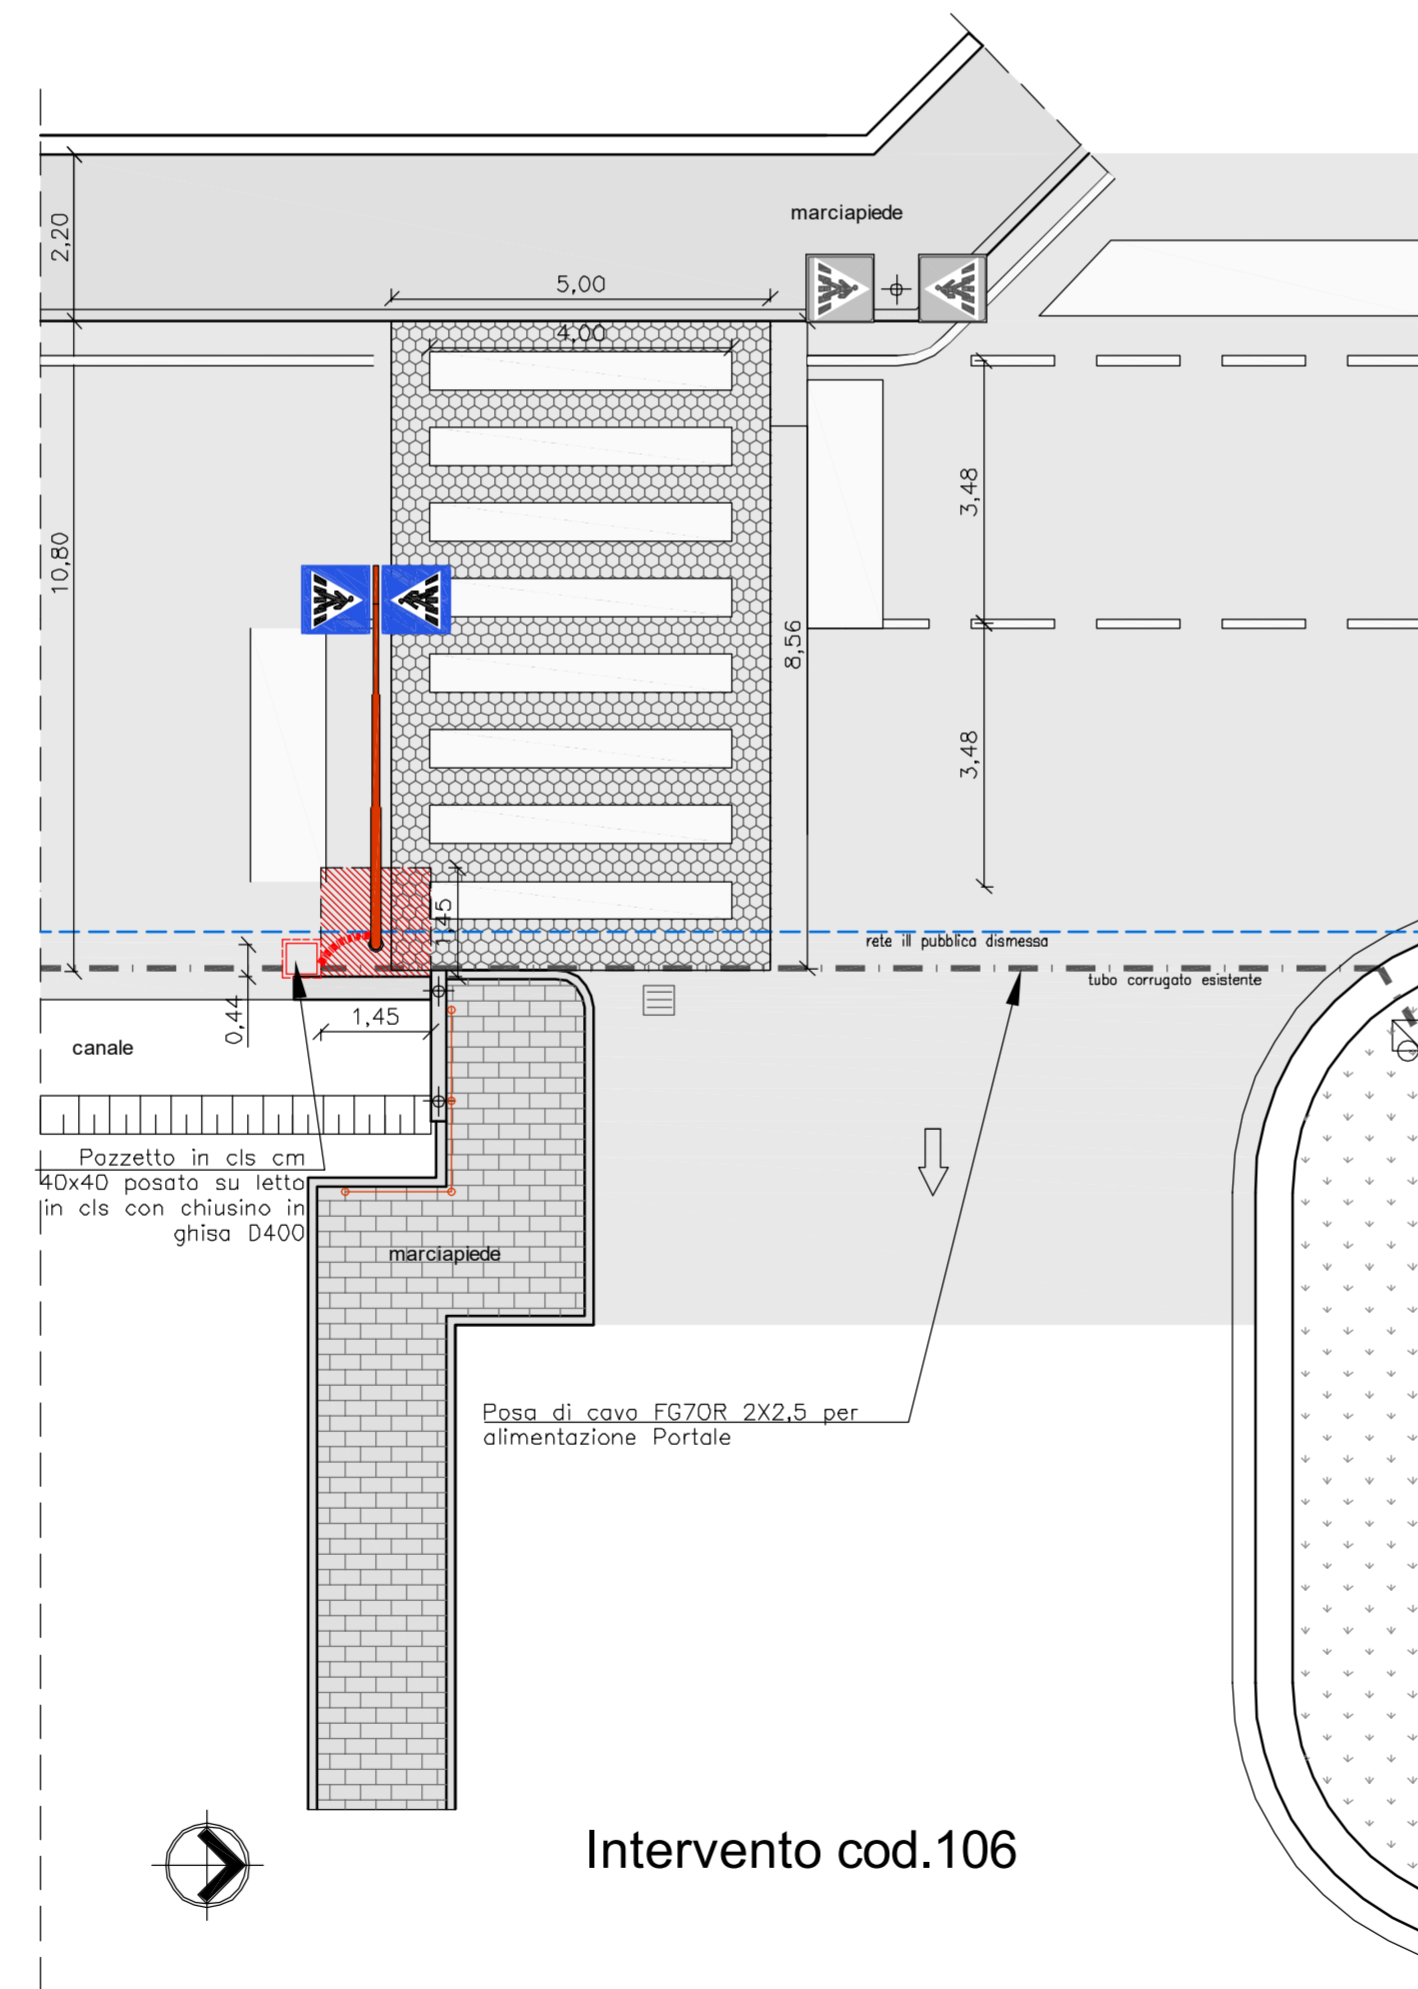 2,20
marciapiede
5,00
4,00
3,48
10,80
8,56
3,48
1,45
rete ill pubblica dismessa
tubo corrugato esistente
0,44
1,45
canale
Pozzetto in cls cm
40x40 posato su letto
in cls con chiusino in
ghisa D400
marciapiede
Posa di cavo FG7OR 2X2,5 per
alimentazione Portale
Intervento cod.106